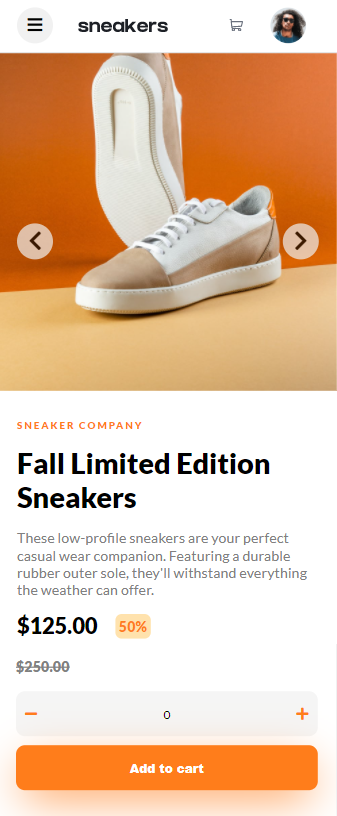 sneakers
SNEAKER COMPANY
Fall Limited Edition
Sneakers
These low-profile sneakers are your perfect
casual wear companion. Featuring a durable
rubber outer sole, they'll withstand everything
the weather can offer.
$125.00 50%
$250.00
− 0 +
Add to cart